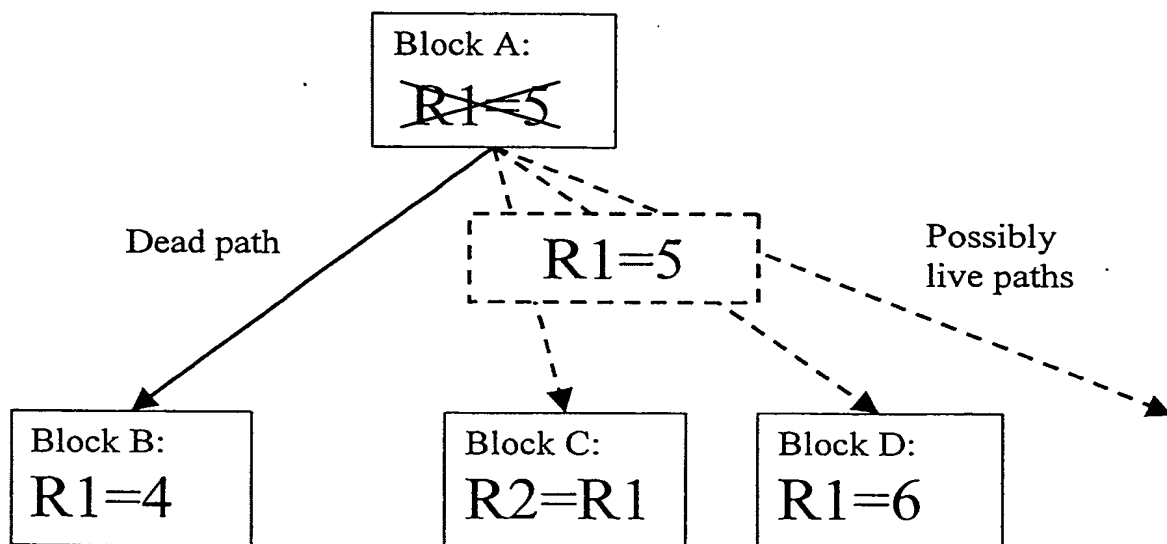 Block A:
R1=5
Dead path
R1=5
Possibly
live paths
Block B:
R1=4
Block C:
R2=R1
Block D:
R1=6